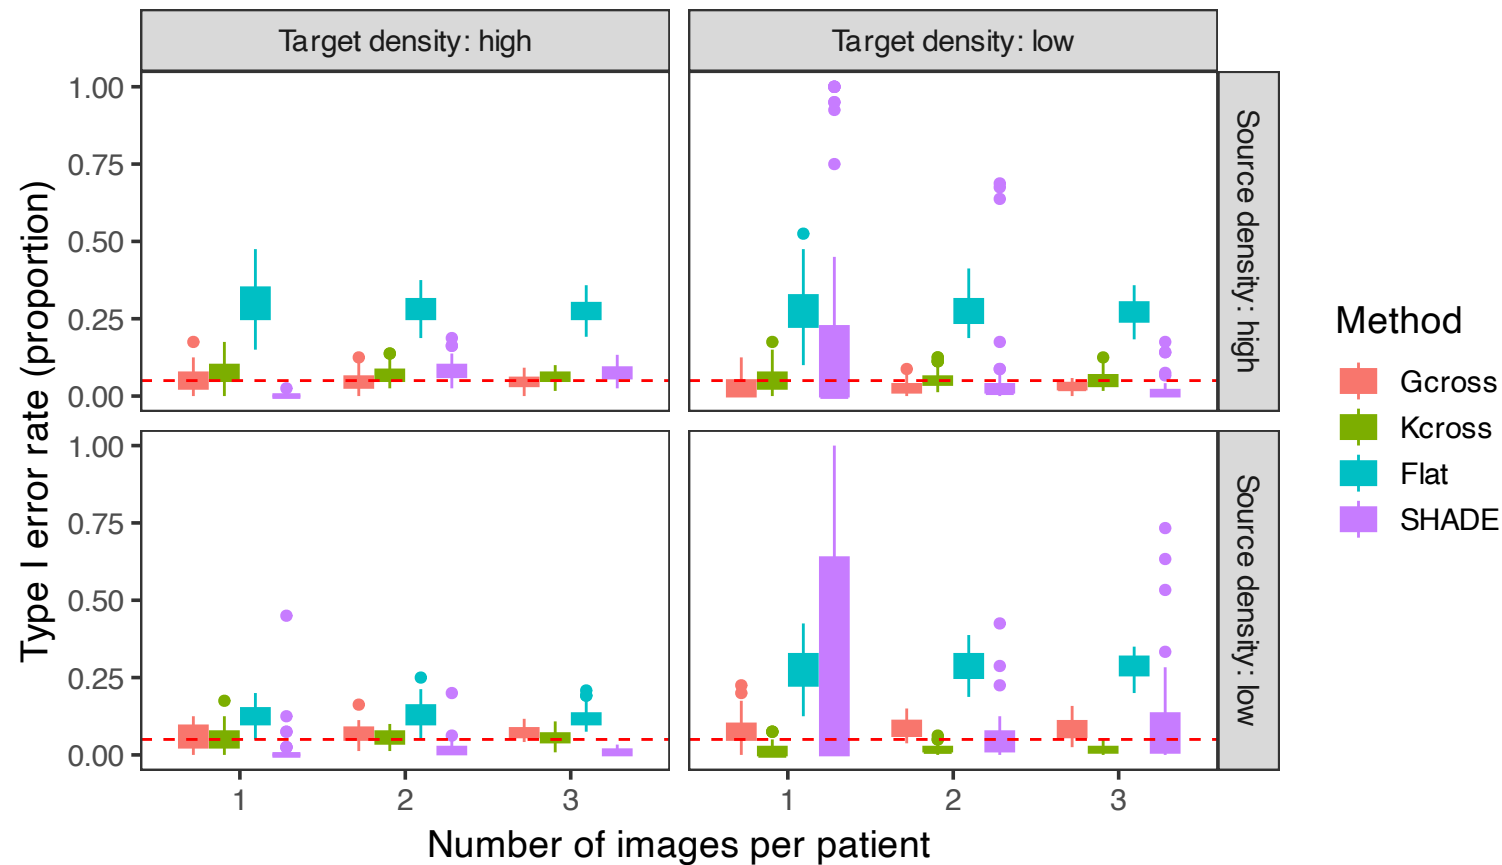 Target density: high
Target density: low
Type I error rate (proportion)
1.00
0.75
0.50
0.25
0.00
Source density: high
1.00
0.75
0.50
0.25
0.00
Source density: low
1
2
3
1
2
3
Number of images per patient
Method
Gcross
Kcross
Flat
SHADE